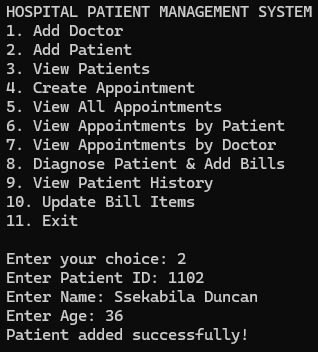 HOSPITAL PATIENT MANAGEMENT SYSTEM
1. Add Doctor
2. Add Patient
3. View Patients
4. Create Appointment
5. View All Appointments
6. View Appointments by Patient
7. View Appointments by Doctor
8. Diagnose Patient & Add Bills
9. View Patient History
10. Update Bill Items
11. Exit
Enter your choice: 2
Enter Patient ID: 1102
Enter Name: Ssekabila Duncan
Enter Age: 36
Patient added successfully!